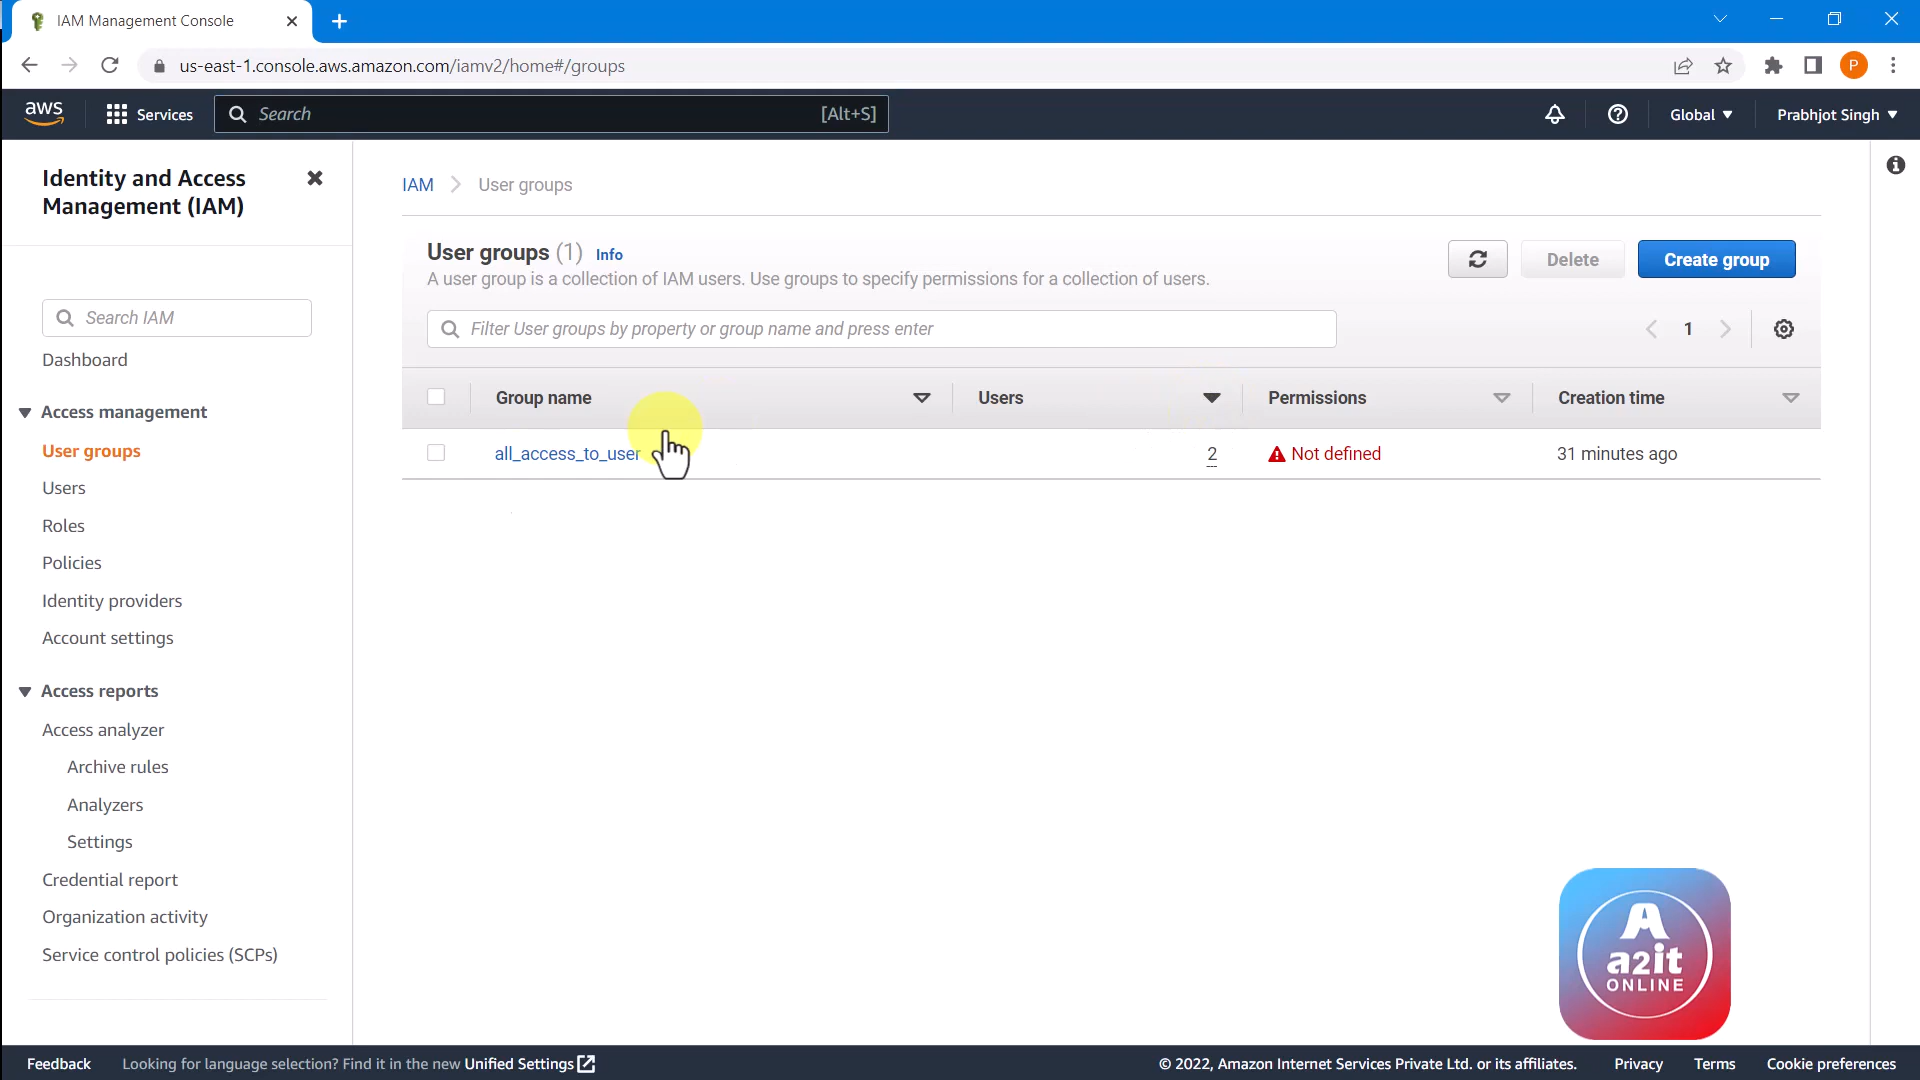 IAM Management Console
us-east-1.console.aws.amazon.com/iamv2/home#/groups
P
aws
Services
Search
[Alt+S]
Global
Prabhjot Singh
Identity and Access
Management (IAM)
Search IAM
Dashboard
Access management
User groups
Users
Roles
Policies
Identity providers
Account settings
Access reports
Access analyzer
Archive rules
Analyzers
Settings
Credential report
Organization activity
Service control policies (SCPs)
IAM
User groups
User groups (1) Info
A user group is a collection of IAM users. Use groups to specify permissions for a collection of users.
Delete
Create group
Filter User groups by property or group name and press enter
1
Group name Users Permissions Creation time
all_access_to_user 2 Not defined 31 minutes ago
A
a2it
ONLINE
Feedback
Looking for language selection? Find it in the new Unified Settings
© 2022, Amazon Internet Services Private Ltd. or its affiliates.
Privacy
Terms
Cookie preferences